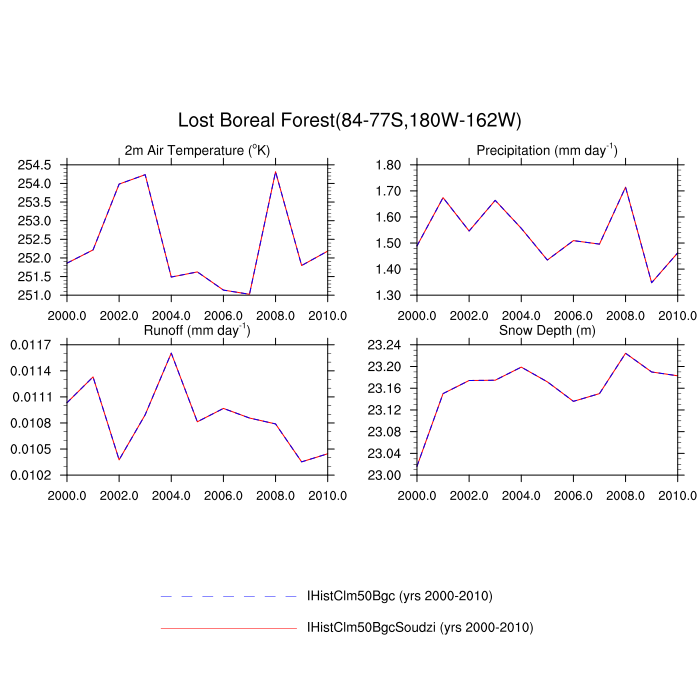 Lost Boreal Forest(84-77S,180W-162W)
2m Air Temperature (°K)
254.5
254.0
253.5
253.0
252.5
252.0
251.5
251.0
2000.0 2002.0 2004.0 2006.0 2008.0 2010.0
Precipitation (mm day⁻¹)
1.80
1.70
1.60
1.50
1.40
1.30
2000.0 2002.0 2004.0 2006.0 2008.0 2010.0
Runoff (mm day⁻¹)
0.0117
0.0114
0.0111
0.0108
0.0105
0.0102
2000.0 2002.0 2004.0 2006.0 2008.0 2010.0
Snow Depth (m)
23.24
23.20
23.16
23.12
23.08
23.04
23.00
2000.0 2002.0 2004.0 2006.0 2008.0 2010.0
IHistClm50Bgc (yrs 2000-2010)
IHistClm50BgcSoudzi (yrs 2000-2010)